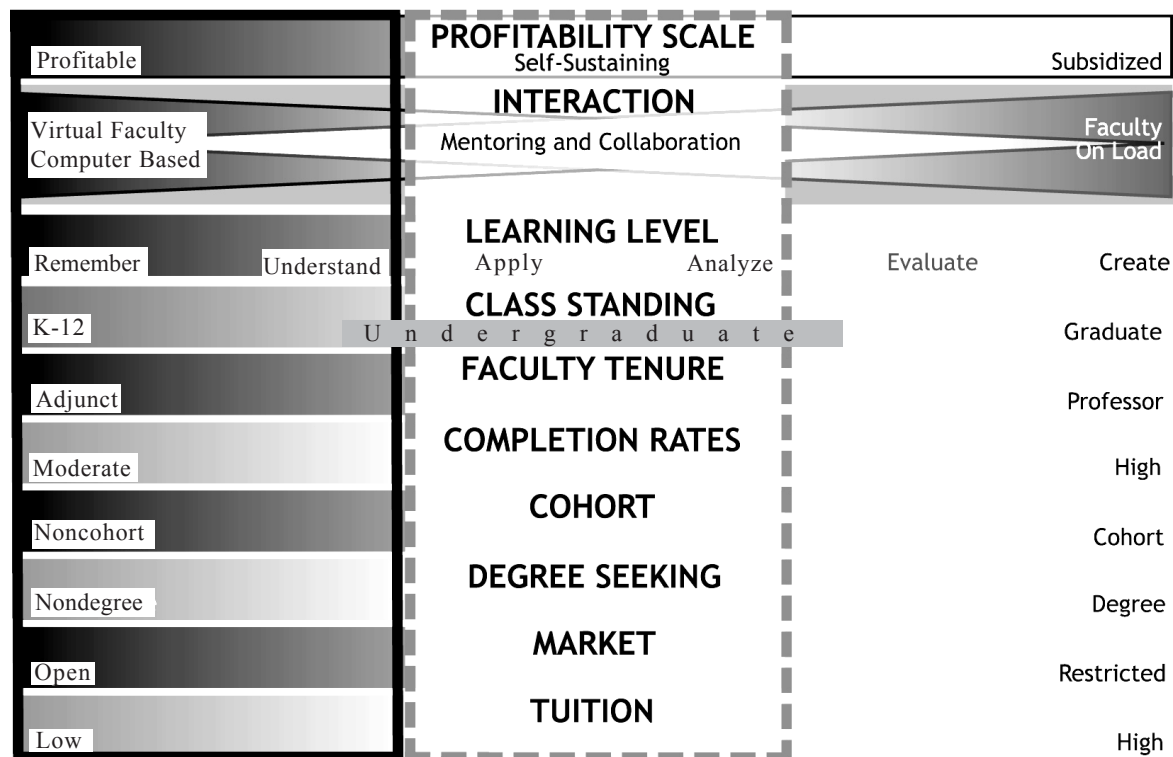 PROFITABILITY SCALE
Profitable
Self-Sustaining
Subsidized
INTERACTION
Virtual Faculty
Computer Based
Mentoring and Collaboration
Faculty
On Load
LEARNING LEVEL
Remember Understand Apply Analyze Evaluate Create
CLASS STANDING
K-12 Undergraduate Graduate
FACULTY TENURE
Adjunct Professor
COMPLETION RATES
Moderate High
COHORT
Noncohort Cohort
DEGREE SEEKING
Nondegree Degree
MARKET
Open Restricted
TUITION
Low High